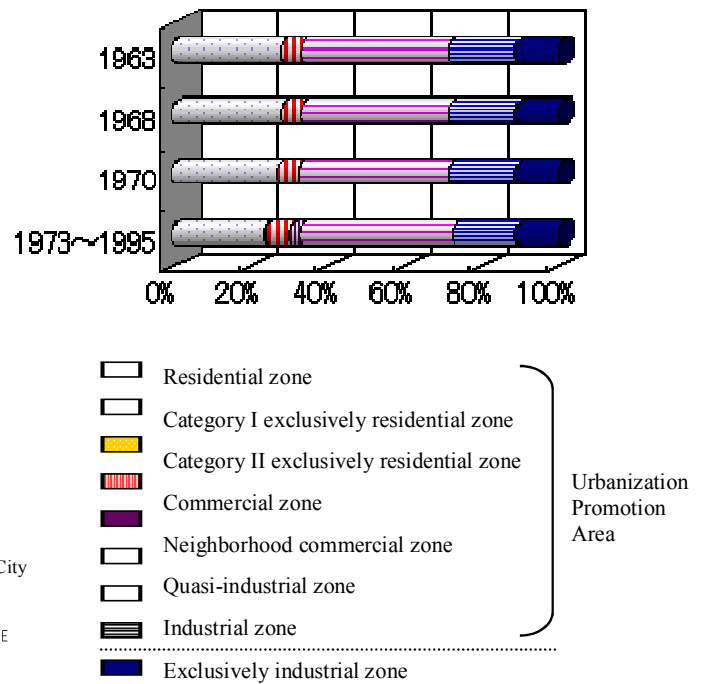 1963
1968
1970
1973~1995
0% 20% 40% 60% 80% 100%
Residential zone
Category I exclusively residential zone
Category II exclusively residential zone
Commercial zone
Neighborhood commercial zone
Quasi-industrial zone
Industrial zone
Exclusively industrial zone
Urbanization
Promotion
Area
City
E